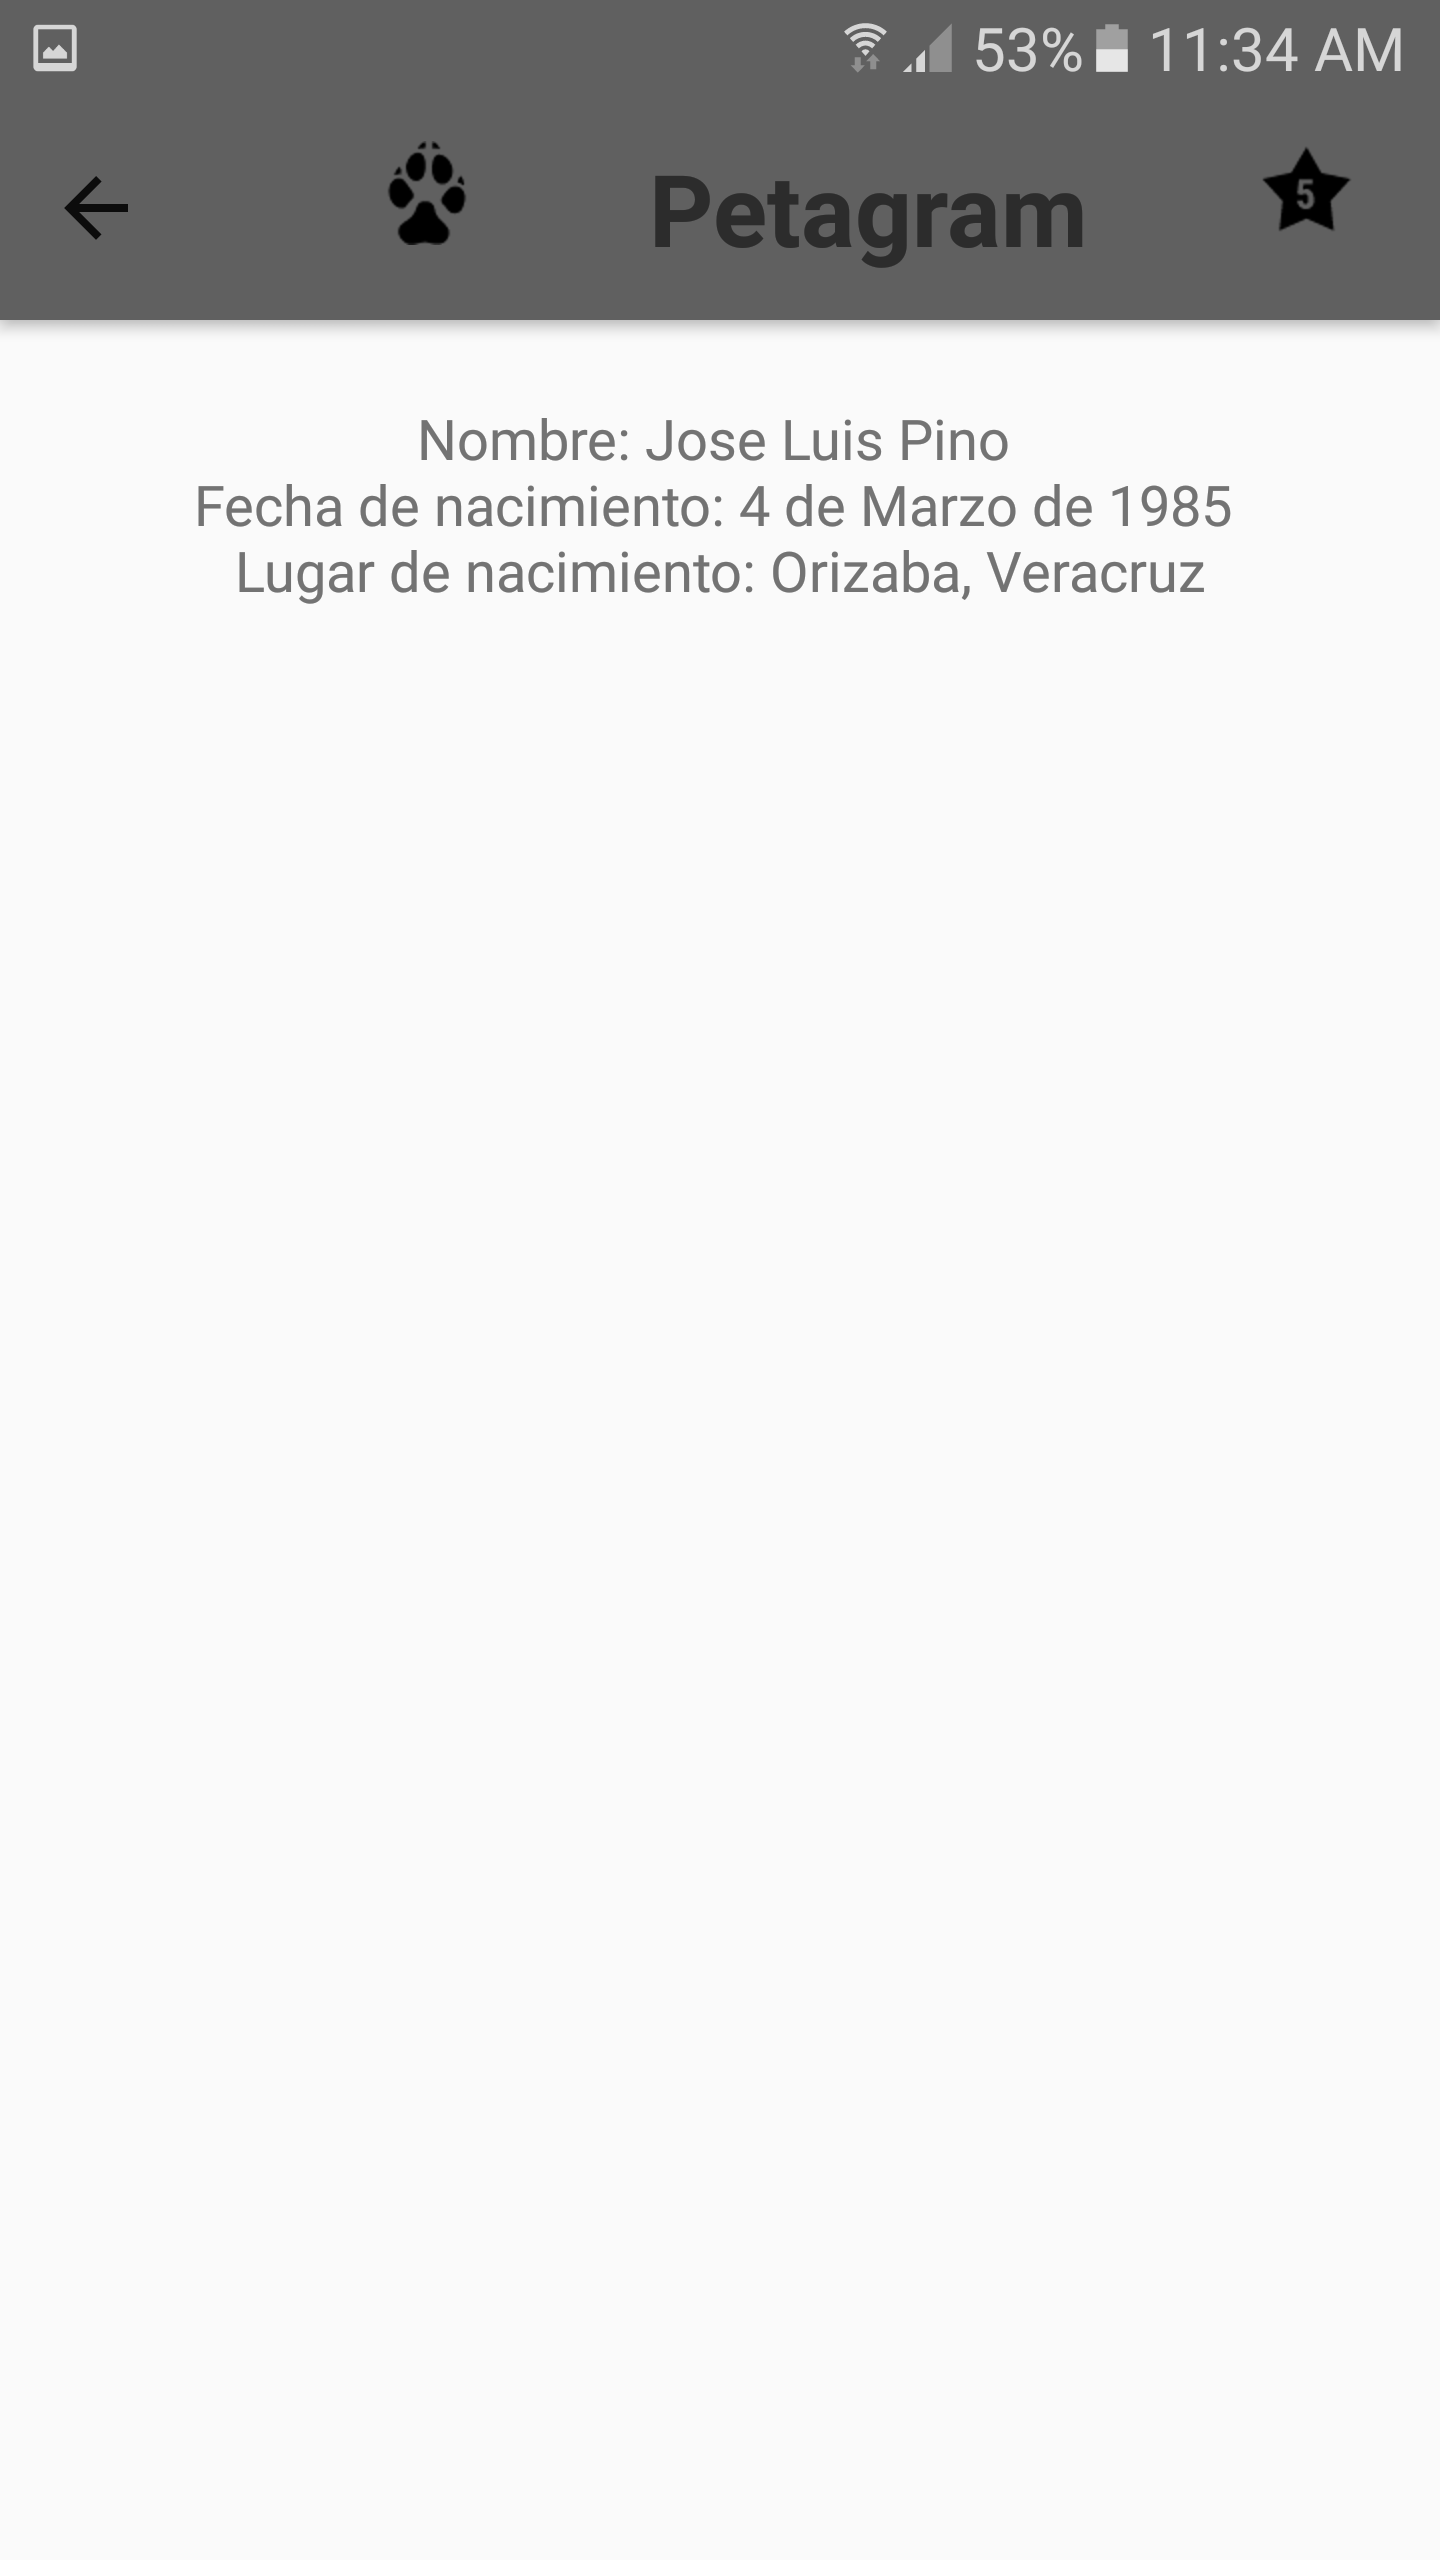 53% 11:34 AM
Petagram 5
Nombre: Jose Luis Pino
Fecha de nacimiento: 4 de Marzo de 1985
Lugar de nacimiento: Orizaba, Veracruz